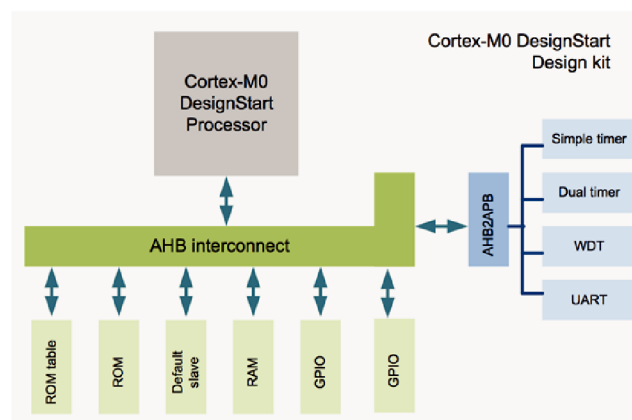 Cortex-M0 DesignStart
Design kit
Cortex-M0
DesignStart
Processor
Simple timer
Dual timer
AHB2APB
AHB interconnect
WDT
UART
ROM table
ROM
Default
slave
RAM
GPIO
GPIO